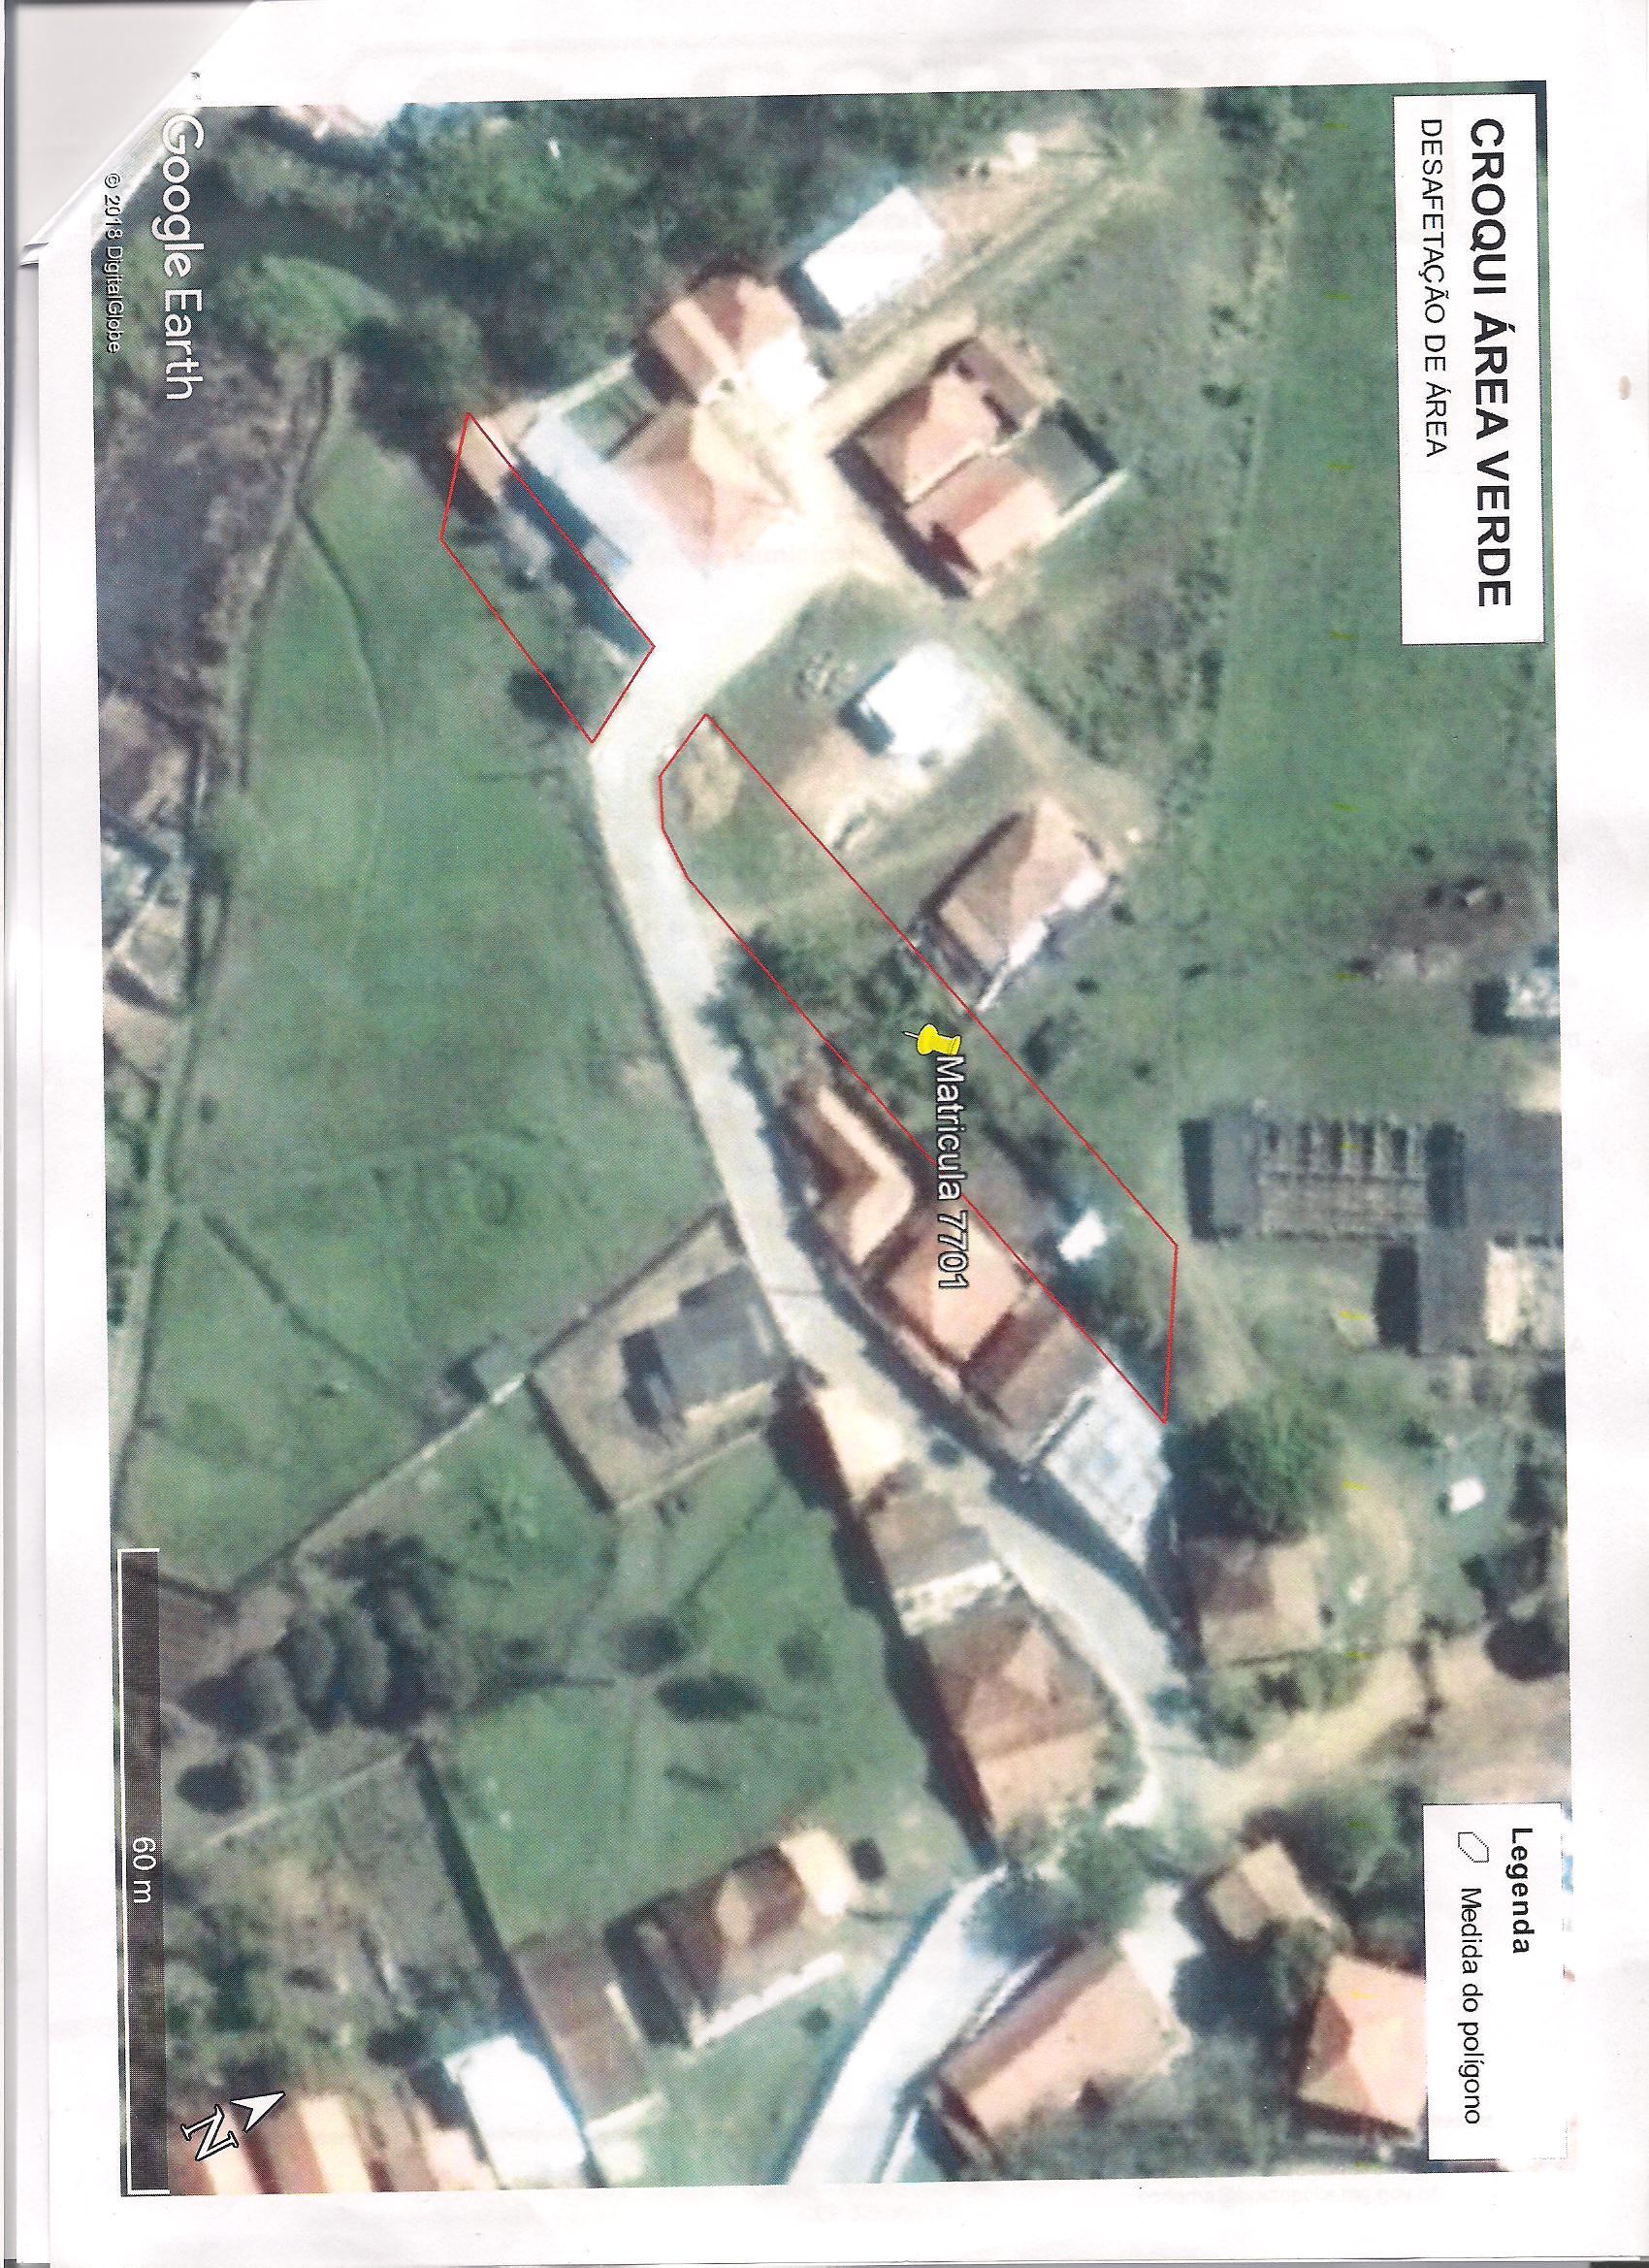 CROQUI ÁREA VERDE
DESAFETAÇÃO DE ÁREA
Legenda
Medida do polígono
Matricula 7701
Google Earth
© 2018 DigitalGlobe
60 m
N